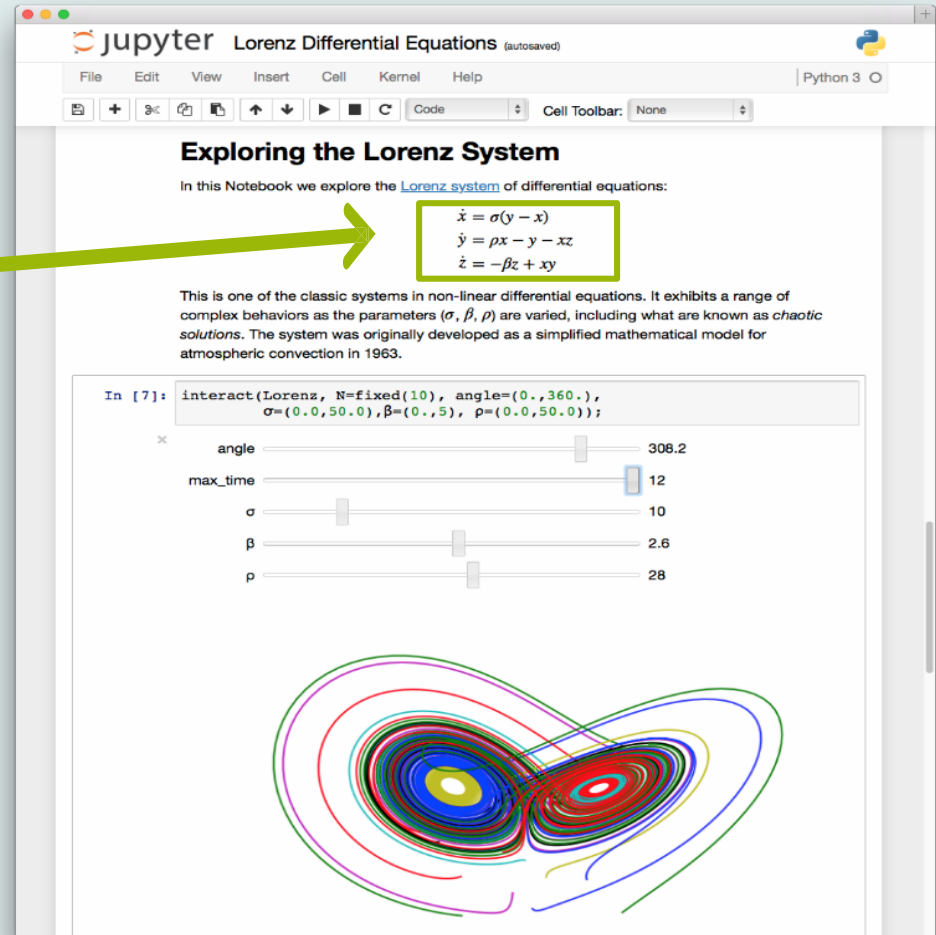 jupyter Lorenz Differential Equations (autosaved)
File Edit View Insert Cell Kernel Help Python 3
Code Cell Toolbar: None
Exploring the Lorenz System
In this Notebook we explore the Lorenz system of differential equations:
ẋ = σ(y − x)
ẏ = ρx − y − xz
ż = −βz + xy
This is one of the classic systems in non-linear differential equations. It exhibits a range of
complex behaviors as the parameters (σ, β, ρ) are varied, including what are known as chaotic
solutions. The system was originally developed as a simplified mathematical model for
atmospheric convection in 1963.
In [7]: interact(Lorenz, N=fixed(10), angle=(0.,360.),
σ=(0.0,50.0),β=(0.,5), ρ=(0.0,50.0));
angle 308.2
max_time 12
σ 10
β 2.6
ρ 28